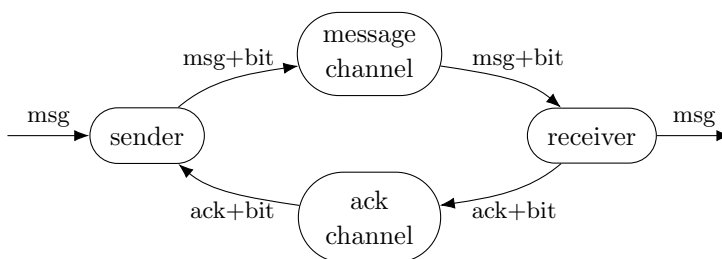 message
channel
msg+bit
msg+bit
msg
sender
receiver
msg
ack+bit
ack
channel
ack+bit